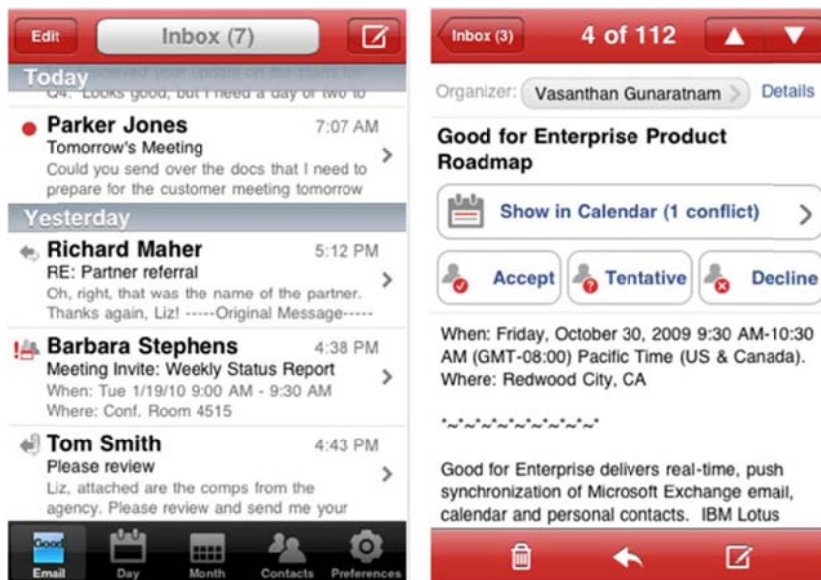 Edit
Inbox (7)
Today
Q4. Looks good, but I need a day or two to
Parker Jones 7:07 AM
Tomorrow's Meeting
Could you send over the docs that I need to
prepare for the customer meeting tomorrow
Yesterday
Richard Maher 5:12 PM
RE: Partner referral
Oh, right, that was the name of the partner.
Thanks again, Liz! -----Original Message-----
Barbara Stephens 4:38 PM
Meeting Invite: Weekly Status Report
When: Tue 1/19/10 9:00 AM - 9:30 AM
Where: Conf. Room 4515
Tom Smith 4:43 PM
Please review
Liz, attached are the comps from the
agency. Please review and send me your
Good
Email Day Month Contacts Preferences
Inbox (3) 4 of 112
Organizer: Vasanthan Gunaratnam Details
Good for Enterprise Product
Roadmap
Show in Calendar (1 conflict)
Accept Tentative Decline
When: Friday, October 30, 2009 9:30 AM-10:30
AM (GMT-08:00) Pacific Time (US & Canada).
Where: Redwood City, CA
*~*~*~*~*~*~*~*~*~*
Good for Enterprise delivers real-time, push
synchronization of Microsoft Exchange email,
calendar and personal contacts. IBM Lotus